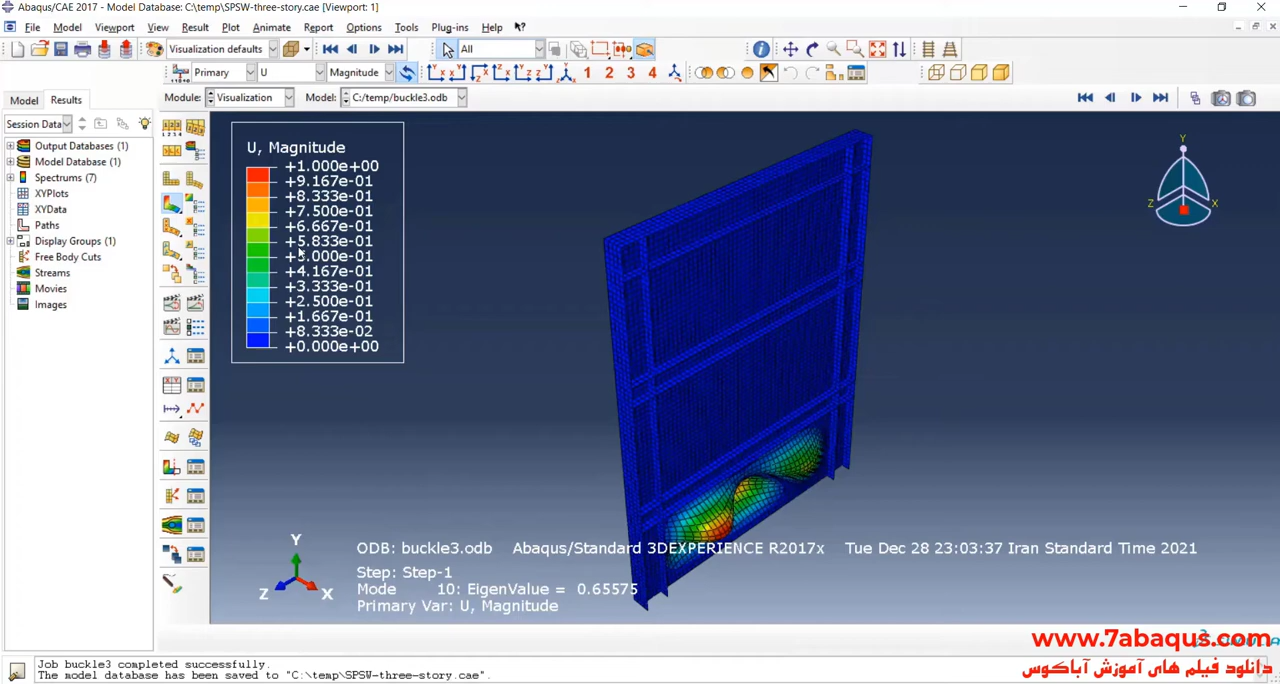 Abaqus/CAE 2017 - Model Database: C:\temp\SPSW-three-story.cae [Viewport: 1]
File Model Viewport View Result Plot Animate Report Options Tools Plug-ins Help
Visualization defaults All
Primary U Magnitude 1 2 3 4
Model Results Module: Visualization Model: C:/temp/buckle3.odb
Session Data
Output Databases (1)
Model Database (1)
Spectrums (7)
XYPlots
XYData
Paths
Display Groups (1)
Free Body Cuts
Streams
Movies
Images
U, Magnitude
+1.000e+00
+9.167e-01
+8.333e-01
+7.500e-01
+6.667e-01
+5.833e-01
+5.000e-01
+4.167e-01
+3.333e-01
+2.500e-01
+1.667e-01
+8.333e-02
+0.000e+00
Y
Z X
Y
Z X
ODB: buckle3.odb Abaqus/Standard 3DEXPERIENCE R2017x Tue Dec 28 23:03:37 Iran Standard Time 2021
Step: Step-1
Mode 10: EigenValue = 0.65575
Primary Var: U, Magnitude
www.7abaqus.com
دانلود فیلم های آموزش آباکوس
Job buckle3 completed successfully.
The model database has been saved to "C:\temp\SPSW-three-story.cae".